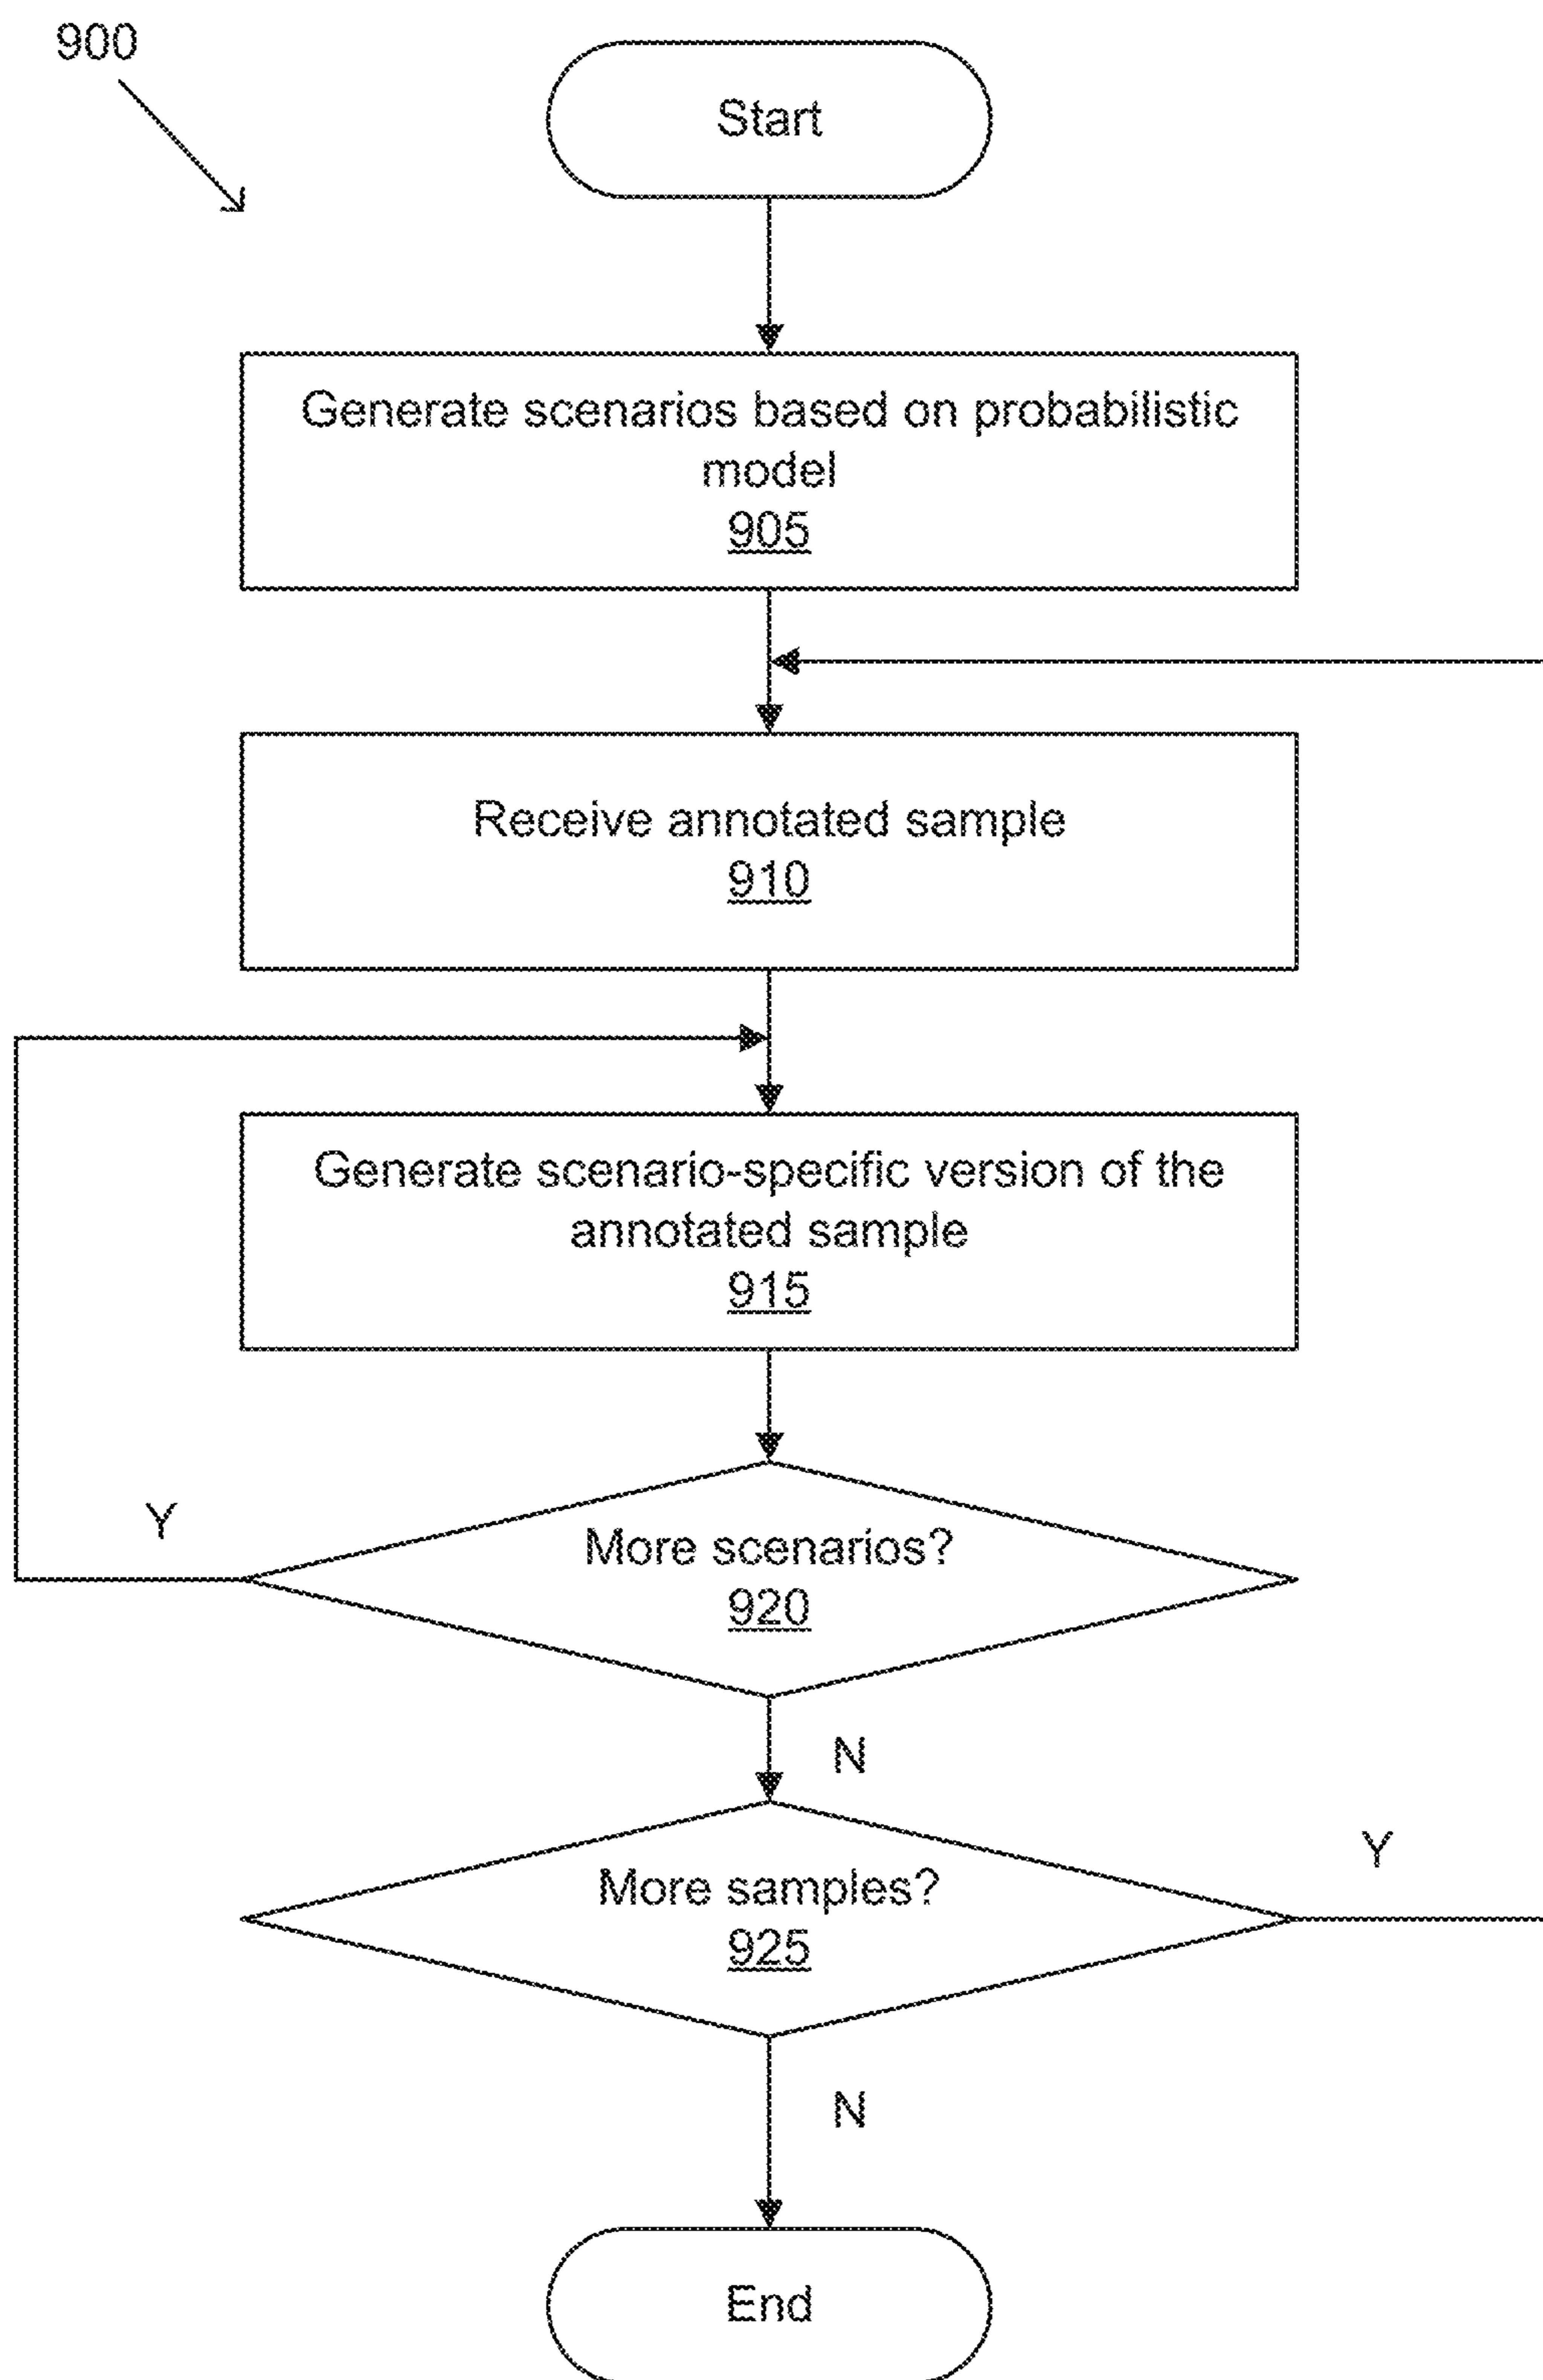 900
Start
Generate scenarios based on probabilistic
model
905
Receive annotated sample
910
Generate scenario-specific version of the
annotated sample
915
Y
More scenarios?
920
N
Y
More samples?
925
N
End